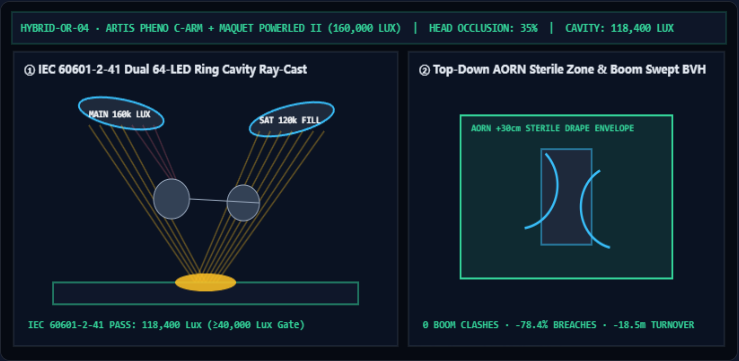 HYBRID-OR-04 · ARTIS PHENO C-ARM + MAQUET POWERLED II (160,000 LUX) | HEAD OCCLUSION: 35% | CAVITY: 118,400 LUX
① IEC 60601-2-41 Dual 64-LED Ring Cavity Ray-Cast
MAIN 160k LUX
SAT 120k FILL
IEC 60601-2-41 PASS: 118,400 Lux (≥40,000 Lux Gate)
② Top-Down AORN Sterile Zone & Boom Swept BVH
AORN +30cm STERILE DRAPE ENVELOPE
0 BOOM CLASHES · -78.4% BREACHES · -18.5m TURNOVER